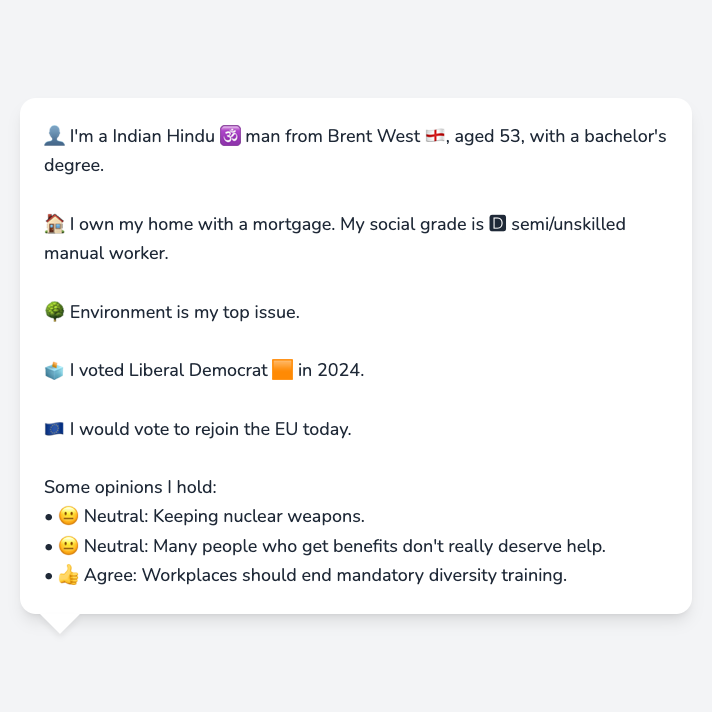 👤 I'm a Indian Hindu 🕉️ man from Brent West 🏴󠁧󠁢󠁥󠁮󠁧󠁿, aged 53, with a bachelor's
degree.
🏠 I own my home with a mortgage. My social grade is 🅳 semi/unskilled
manual worker.
🌳 Environment is my top issue.
🗳️ I voted Liberal Democrat 🟧 in 2024.
🇪🇺 I would vote to rejoin the EU today.
Some opinions I hold:
• 😐 Neutral: Keeping nuclear weapons.
• 😐 Neutral: Many people who get benefits don't really deserve help.
• 👍 Agree: Workplaces should end mandatory diversity training.